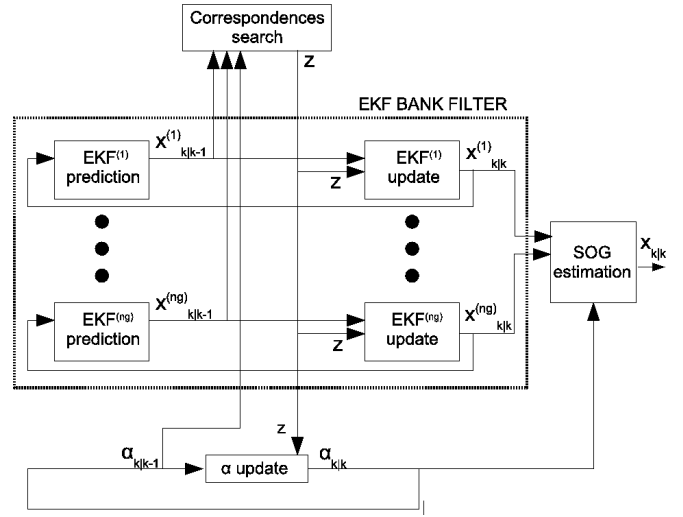 Correspondences
search
z
EKF BANK FILTER
EKF⁽¹⁾
prediction
x⁽¹⁾ k|k-1
z
EKF⁽¹⁾
update
x⁽¹⁾ k|k
SOG
estimation
x k|k
EKF⁽ⁿᵍ⁾
prediction
x⁽ⁿᵍ⁾ k|k-1
z
EKF⁽ⁿᵍ⁾
update
x⁽ⁿᵍ⁾ k|k
z
α k|k-1
α update
α k|k